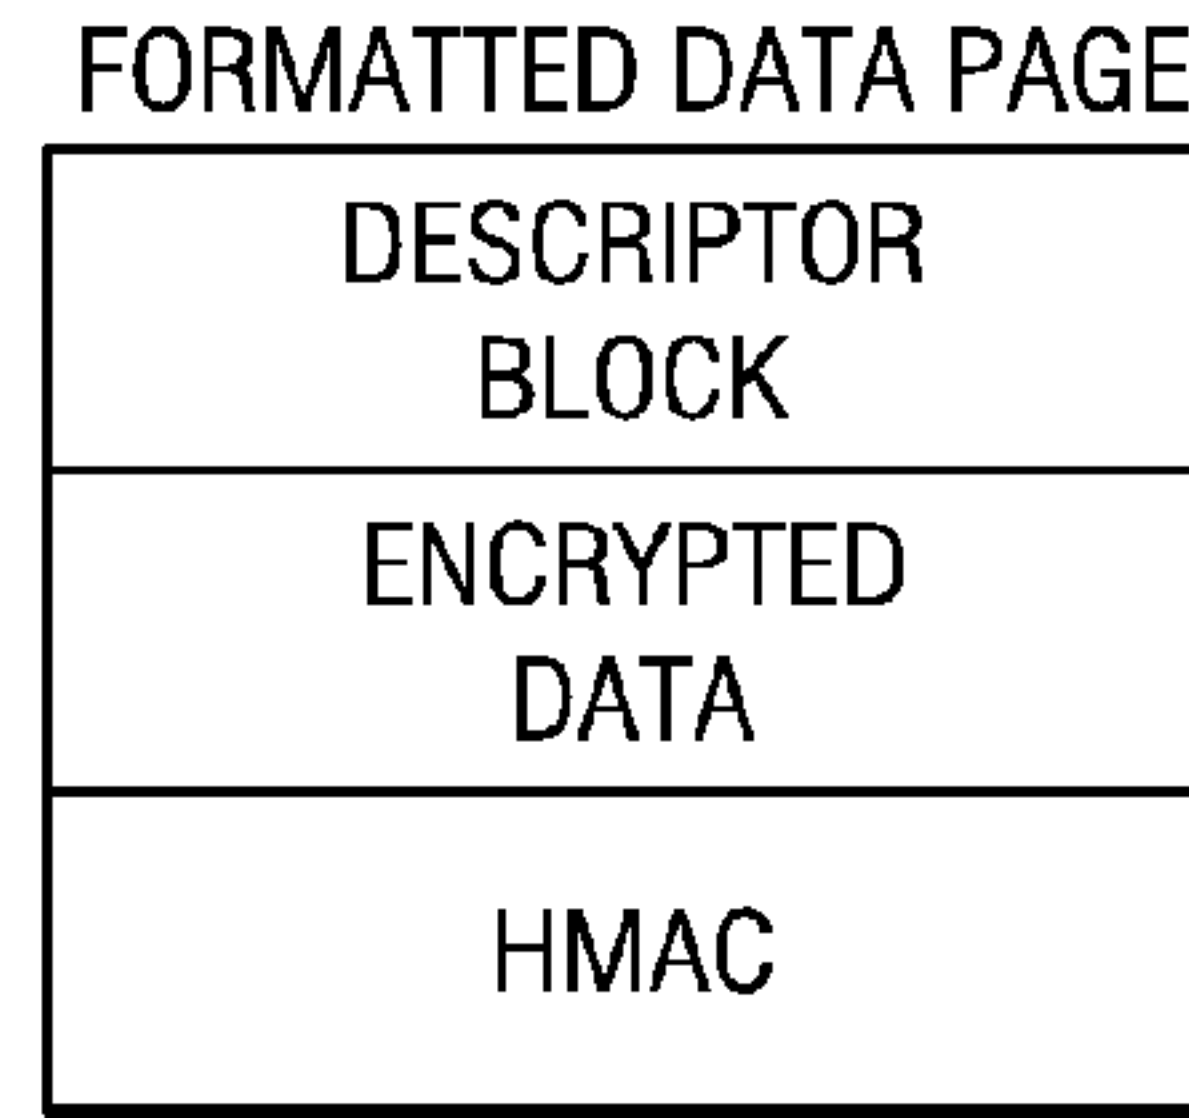 FORMATTED DATA PAGE
DESCRIPTOR
BLOCK
ENCRYPTED
DATA
HMAC